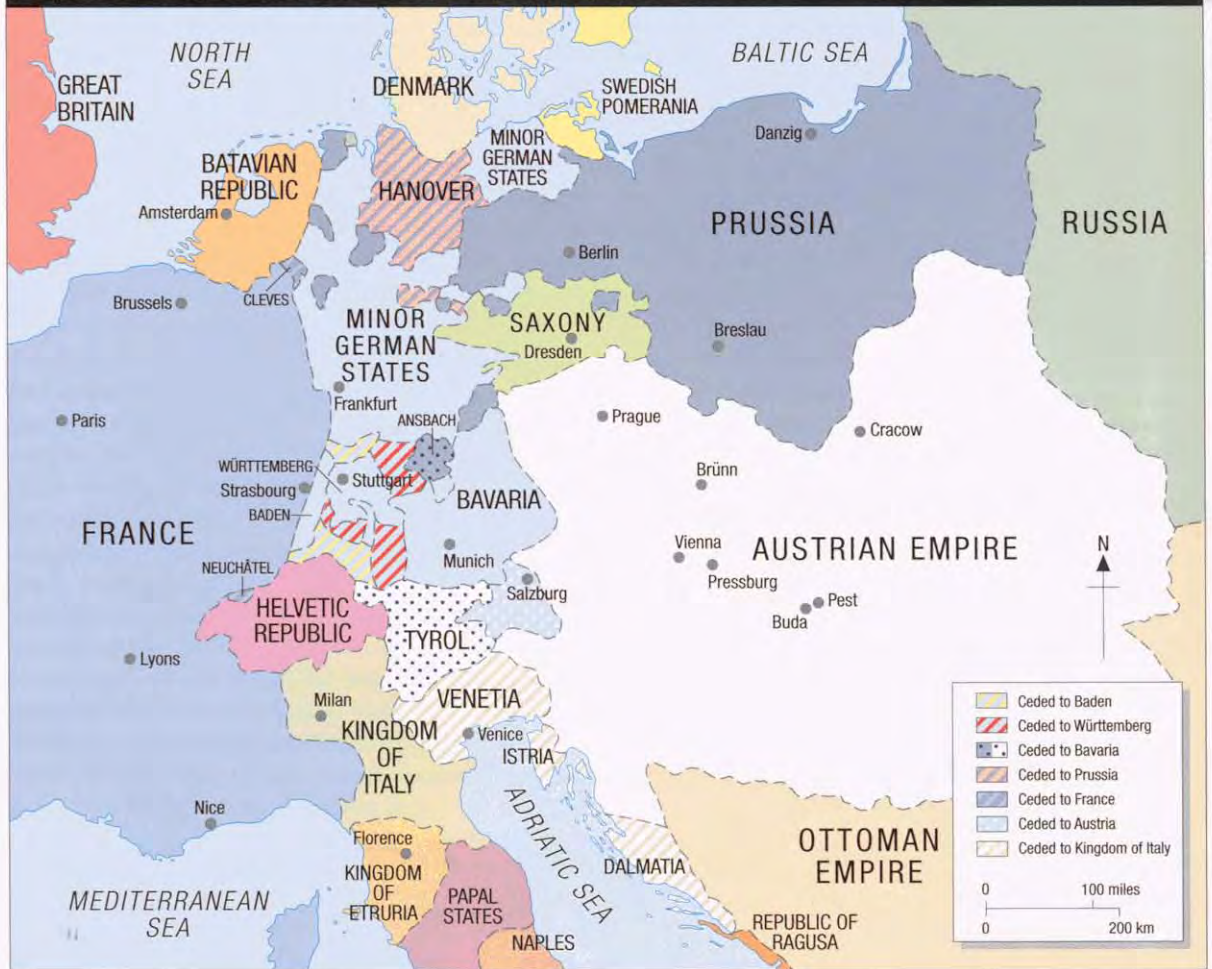 NORTH
SEA
BALTIC SEA
GREAT
BRITAIN
DENMARK
SWEDISH
POMERANIA
MINOR
GERMAN
STATES
Danzig
BATAVIAN
REPUBLIC
HANOVER
Amsterdam
PRUSSIA
RUSSIA
Berlin
Brussels
CLEVES
MINOR
GERMAN
STATES
SAXONY
Dresden
Breslau
Frankfurt
Paris
ANSBACH
Prague
Cracow
WÜRTTEMBERG
Stuttgart
Strasbourg
BADEN
BAVARIA
Brünn
FRANCE
Munich
Vienna
AUSTRIAN EMPIRE
Pressburg
N
NEUCHÂTEL
Salzburg
Pest
Buda
HELVETIC
REPUBLIC
TYROL
Lyons
Milan
VENETIA
KINGDOM
OF
ITALY
Venice
ISTRIA
Nice
ADRIATIC SEA
Florence
KINGDOM
OF
ETRURIA
PAPAL
STATES
DALMATIA
OTTOMAN
EMPIRE
MEDITERRANEAN
SEA
NAPLES
REPUBLIC OF
RAGUSA
Ceded to Baden
Ceded to Württemberg
Ceded to Bavaria
Ceded to Prussia
Ceded to France
Ceded to Austria
Ceded to Kingdom of Italy
0 100 miles
0 200 km